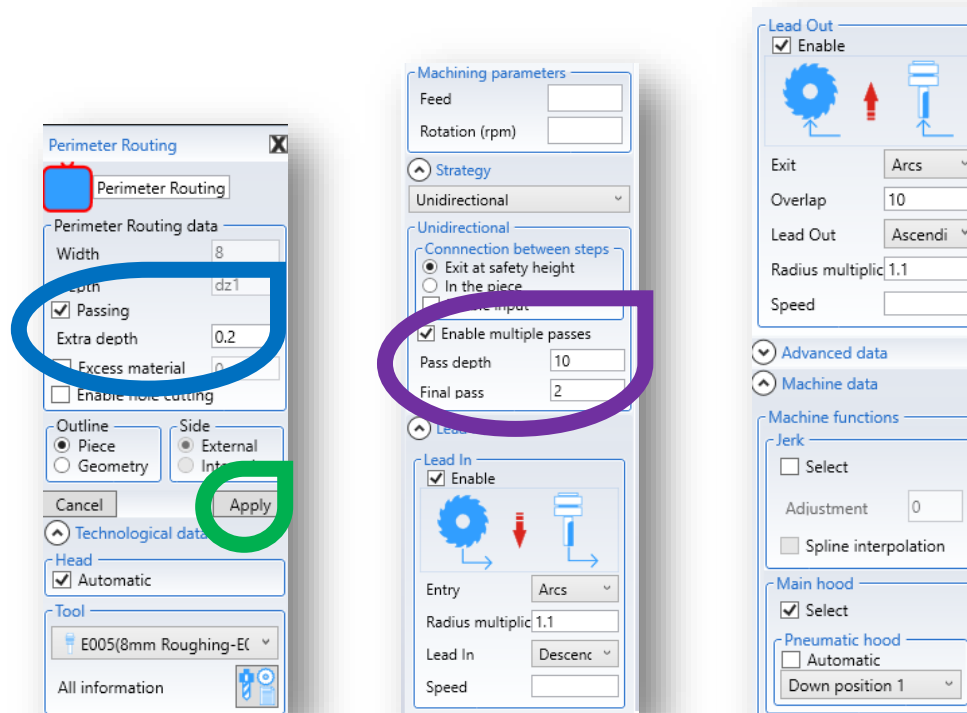 Perimeter Routing X
Perimeter Routing
Perimeter Routing data
Width 8
dz1
Passing
Extra depth 0.2
Excess material
Enable hole cutting
Outline Side
Piece External
Geometry
Cancel Apply
Technological data
Head
Automatic
Tool
E005(8mm Roughing-E(
All information
Machining parameters
Feed
Rotation (rpm)
Strategy
Unidirectional
Unidirectional
Connnection between steps
Exit at safety height
In the piece
Enable multiple passes
Pass depth 10
Final pass 2
Lead In
Enable
Entry Arcs
Radius multiplic 1.1
Lead In Descenc
Speed
Lead Out
Enable
Exit Arcs
Overlap 10
Lead Out Ascendi
Radius multiplic 1.1
Speed
Advanced data
Machine data
Machine functions
Jerk
Select
Adjustment 0
Spline interpolation
Main hood
Select
Pneumatic hood
Automatic
Down position 1